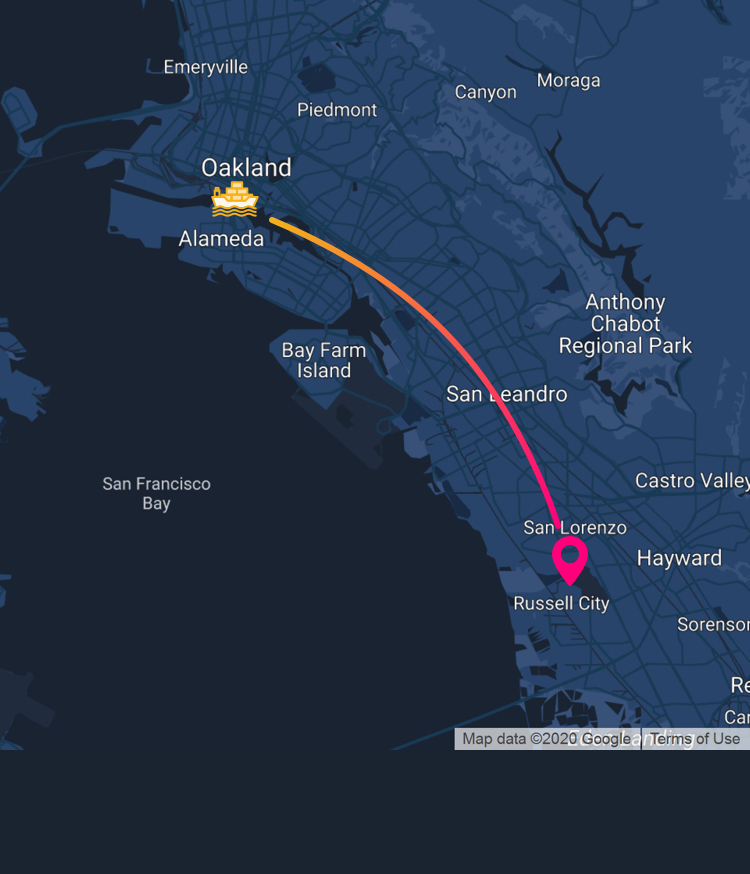 Emeryville
Moraga
Canyon
Piedmont
Oakland
Alameda
Anthony
Chabot
Regional Park
Bay Farm
Island
San Leandro
Castro Valley
San Francisco
Bay
San Lorenzo
Hayward
Russell City
Sorenson
Re
Car
Map data ©2020 Google
Terms of Use